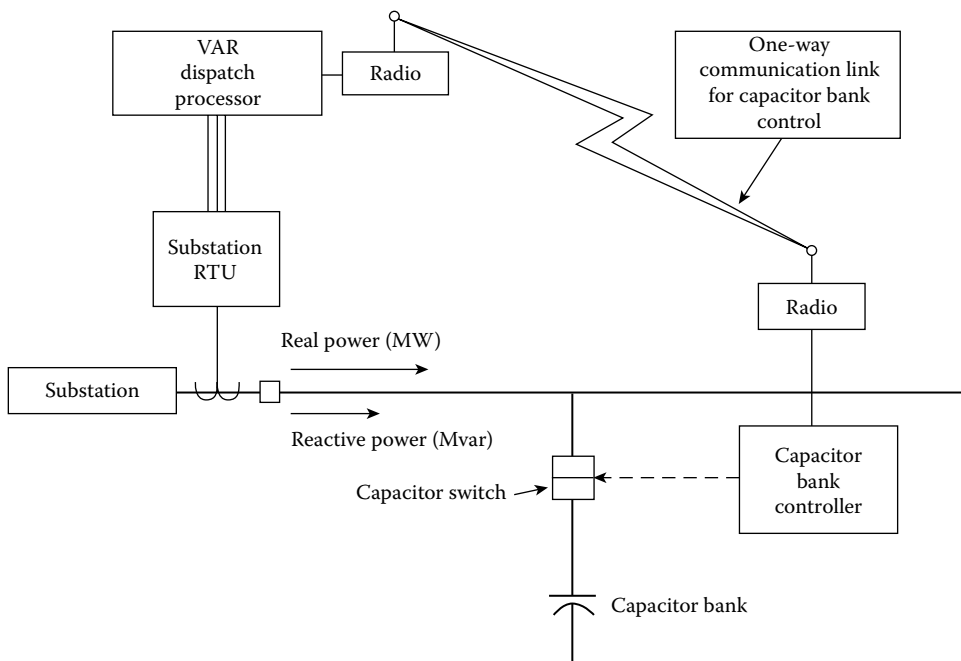 VAR
dispatch
processor
Radio
One-way
communication link
for capacitor bank
control
Substation
RTU
Radio
Real power (MW)
Substation
Reactive power (Mvar)
Capacitor switch
Capacitor
bank
controller
Capacitor bank